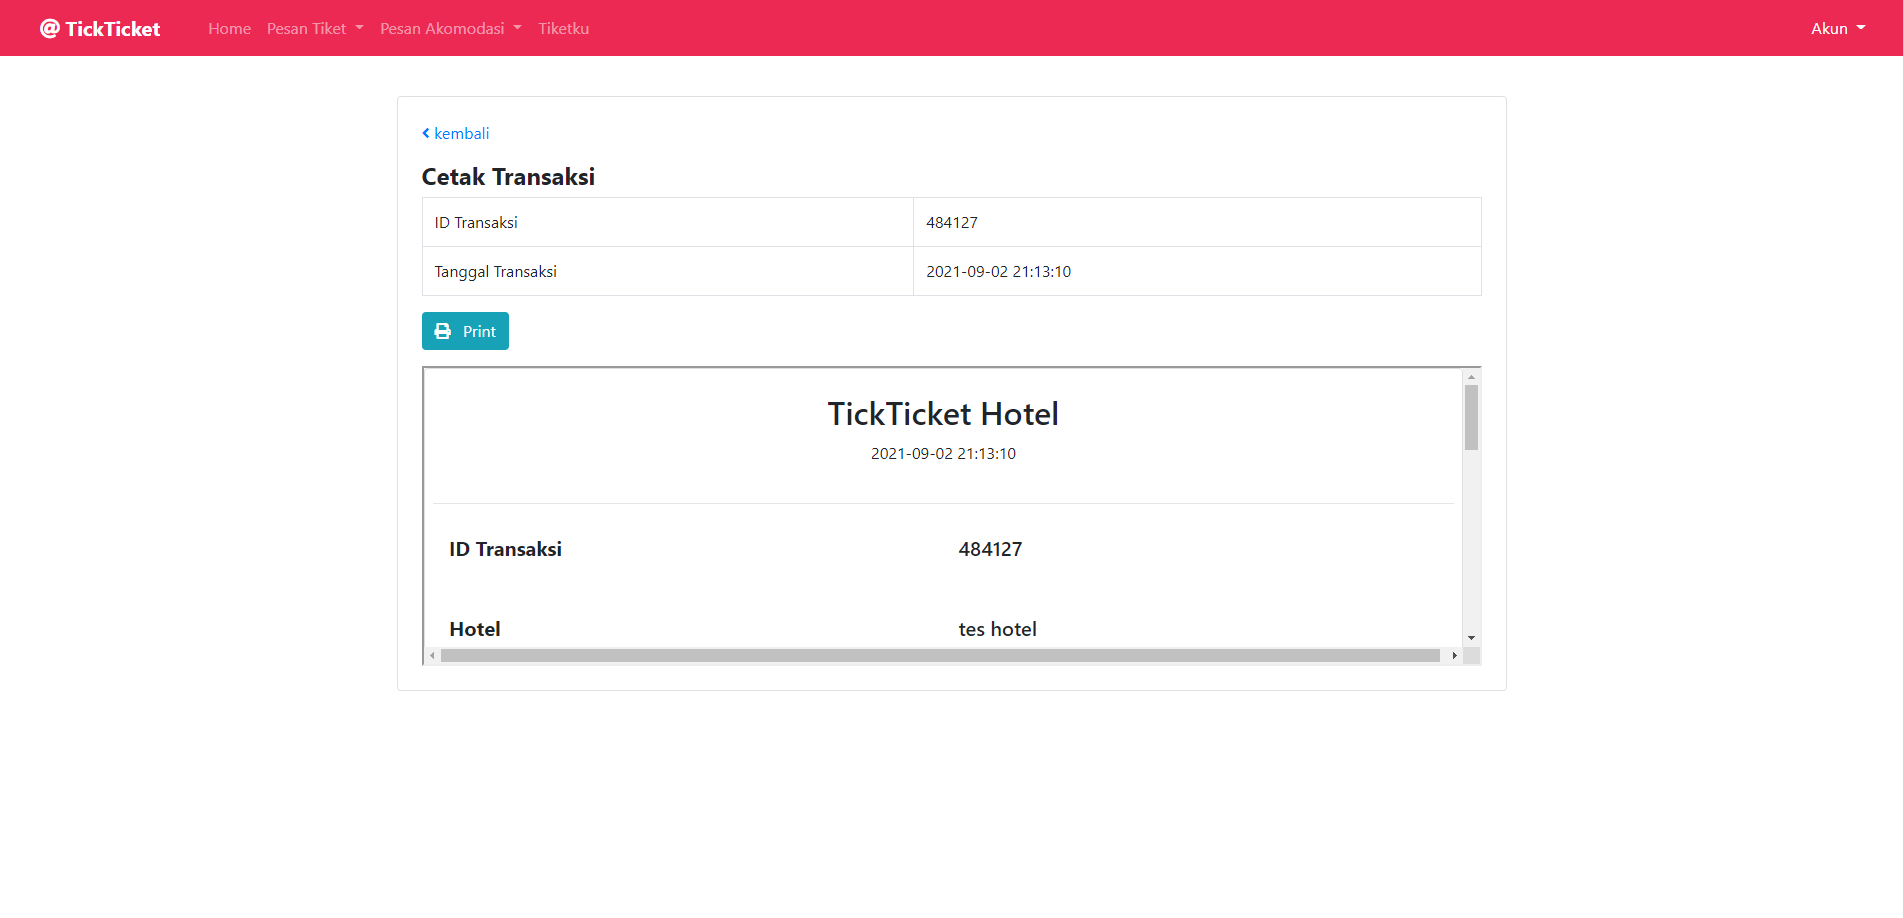 @ TickTicket Home Pesan Tiket Pesan Akomodasi Tiketku Akun
kembali
Cetak Transaksi
ID Transaksi 484127
Tanggal Transaksi 2021-09-02 21:13:10
Print
TickTicket Hotel
2021-09-02 21:13:10
ID Transaksi 484127
Hotel tes hotel